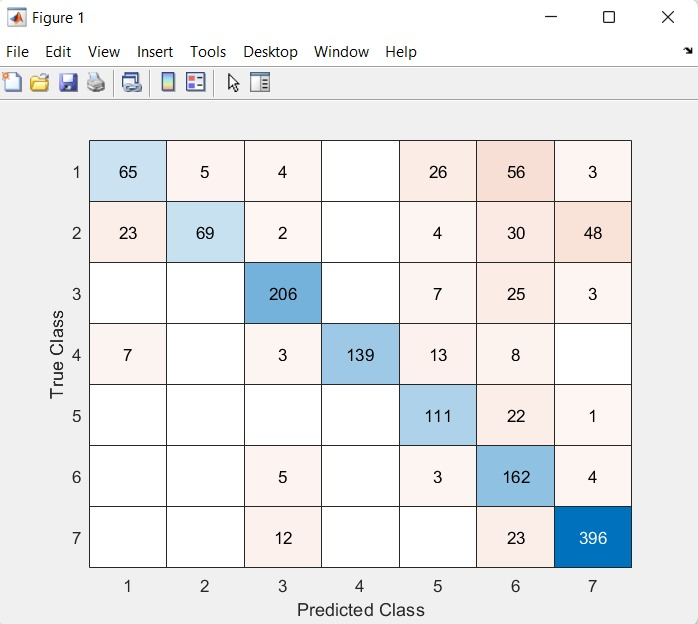 Figure 1
File Edit View Insert Tools Desktop Window Help
1 65 5 4 26 56 3
2 23 69 2 4 30 48
3 206 7 25 3
4 7 3 139 13 8
5 111 22 1
6 5 3 162 4
7 12 23 396
True Class
1 2 3 4 5 6 7
Predicted Class